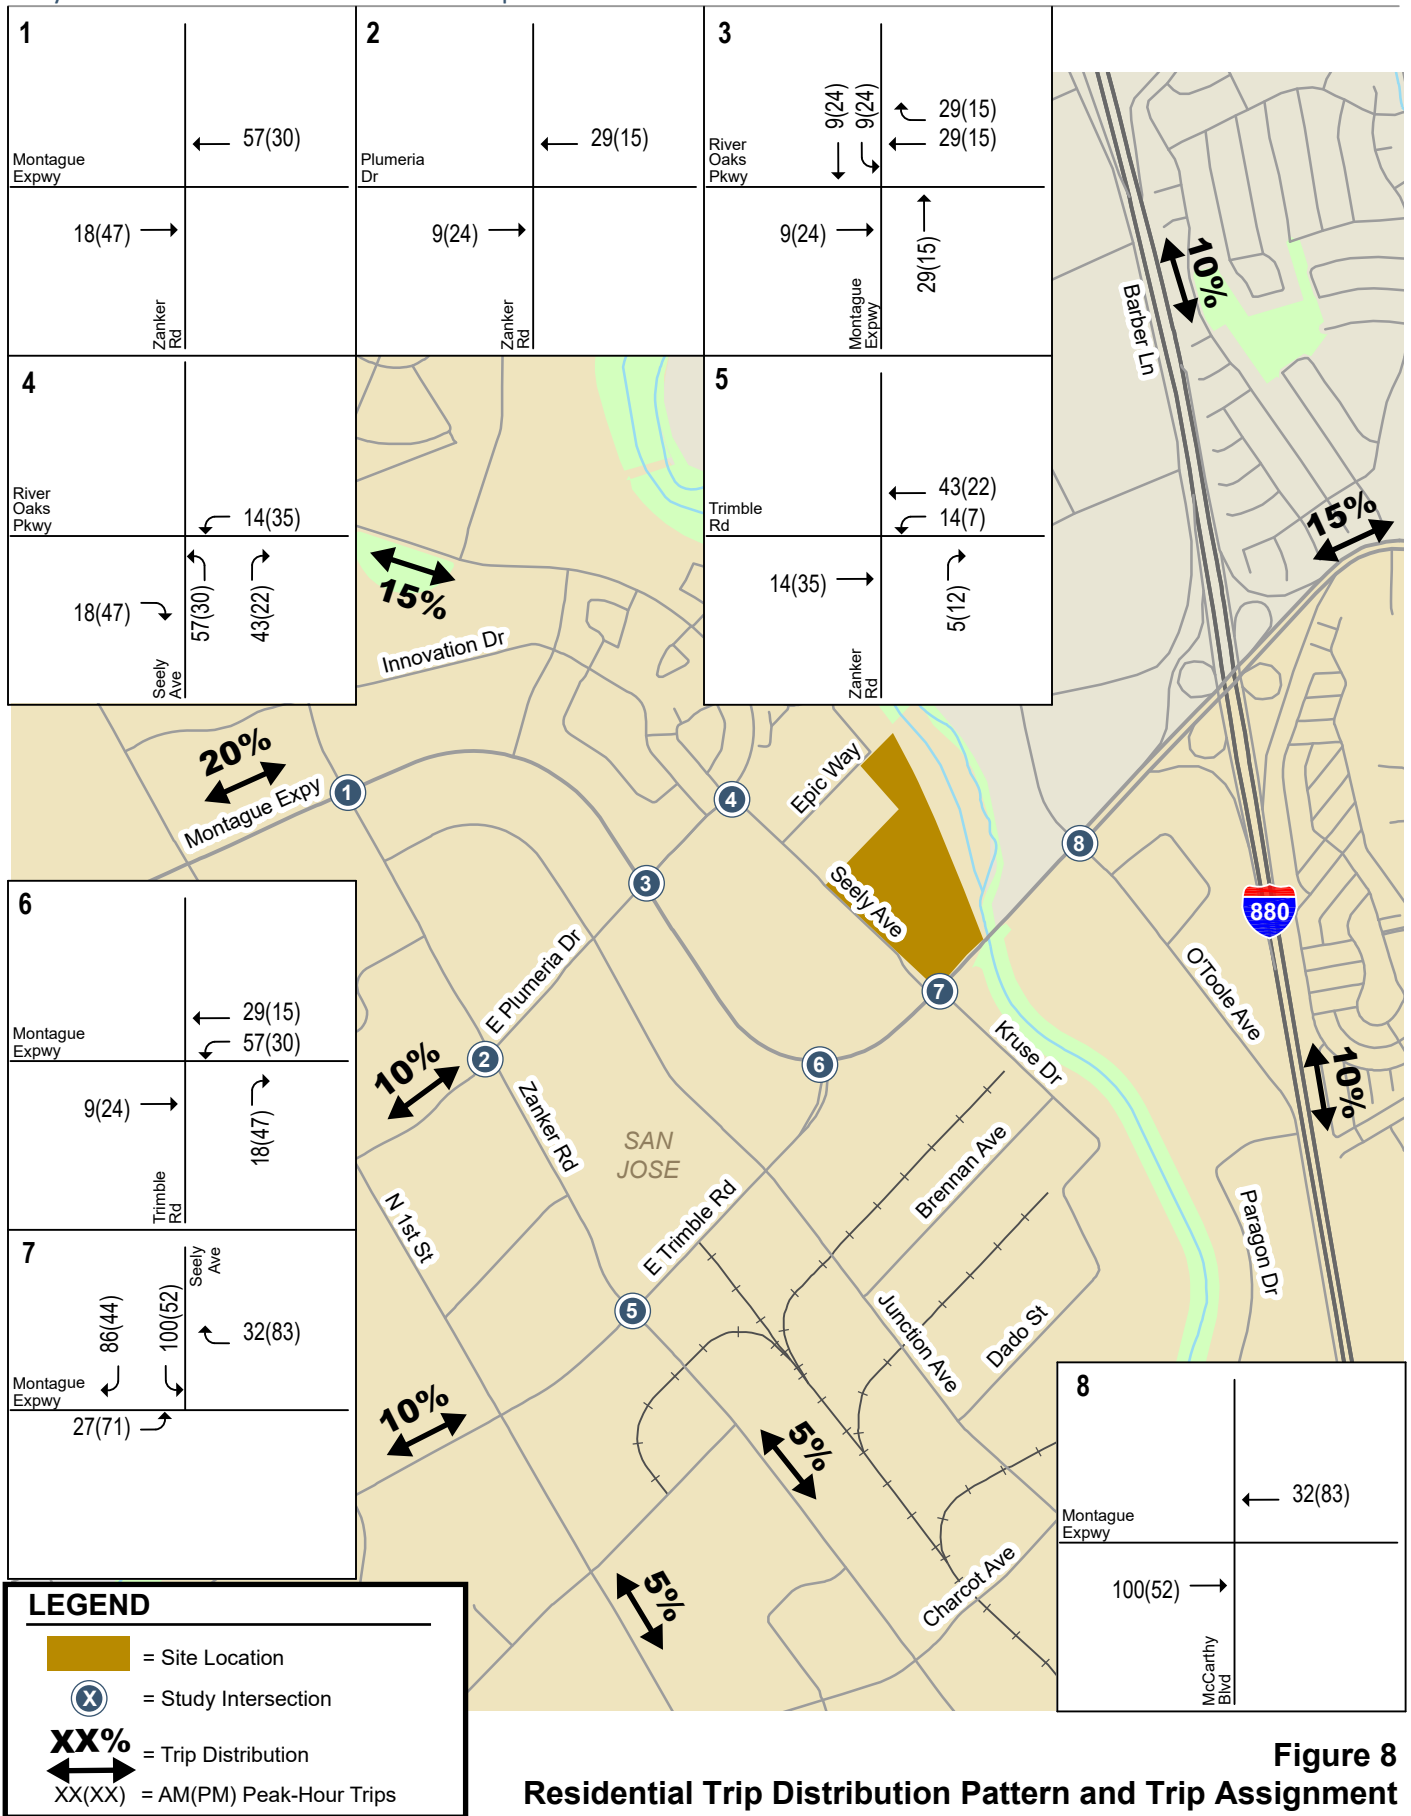 1
57(30)
Montague
Expwy
18(47)
Zanker
Rd
2
29(15)
Plumeria
Dr
9(24)
Zanker
Rd
3
9(24)
9(24)
29(15)
29(15)
River
Oaks
Pkwy
9(24)
29(15)
Montague
Expwy
4
River
Oaks
Pkwy
14(35)
18(47)
57(30)
43(22)
Seely
Ave
5
43(22)
Trimble
Rd
14(7)
14(35)
5(12)
Zanker
Rd
10%
Barber Ln
15%
15%
Innovation Dr
20%
Montague Expy
1
4
Epic Way
8
3
Seely Ave
880
7
O'Toole Ave
E Plumeria Dr
2
6
Kruse Dr
10%
10%
Zanker Rd
SAN
JOSE
Brennan Ave
N 1st St
E Trimble Rd
Paragon Dr
5
Junction Ave
Dado St
10%
5%
5%
Charcot Ave
6
29(15)
Montague
Expwy
57(30)
9(24)
18(47)
Trimble
Rd
7
Seely
Ave
86(44)
100(52)
32(83)
Montague
Expwy
27(71)
8
32(83)
Montague
Expwy
100(52)
McCarthy
Blvd
LEGEND
= Site Location
X = Study Intersection
XX% = Trip Distribution
XX(XX) = AM(PM) Peak-Hour Trips
Figure 8
Residential Trip Distribution Pattern and Trip Assignment